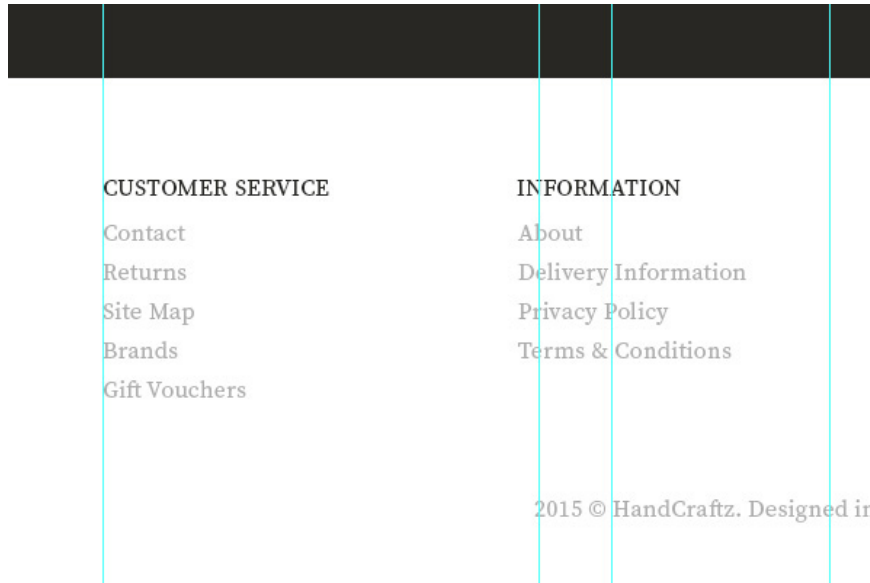 CUSTOMER SERVICE
Contact
Returns
Site Map
Brands
Gift Vouchers
INFORMATION
About
Delivery Information
Privacy Policy
Terms & Conditions
2015 © HandCraftz. Designed in